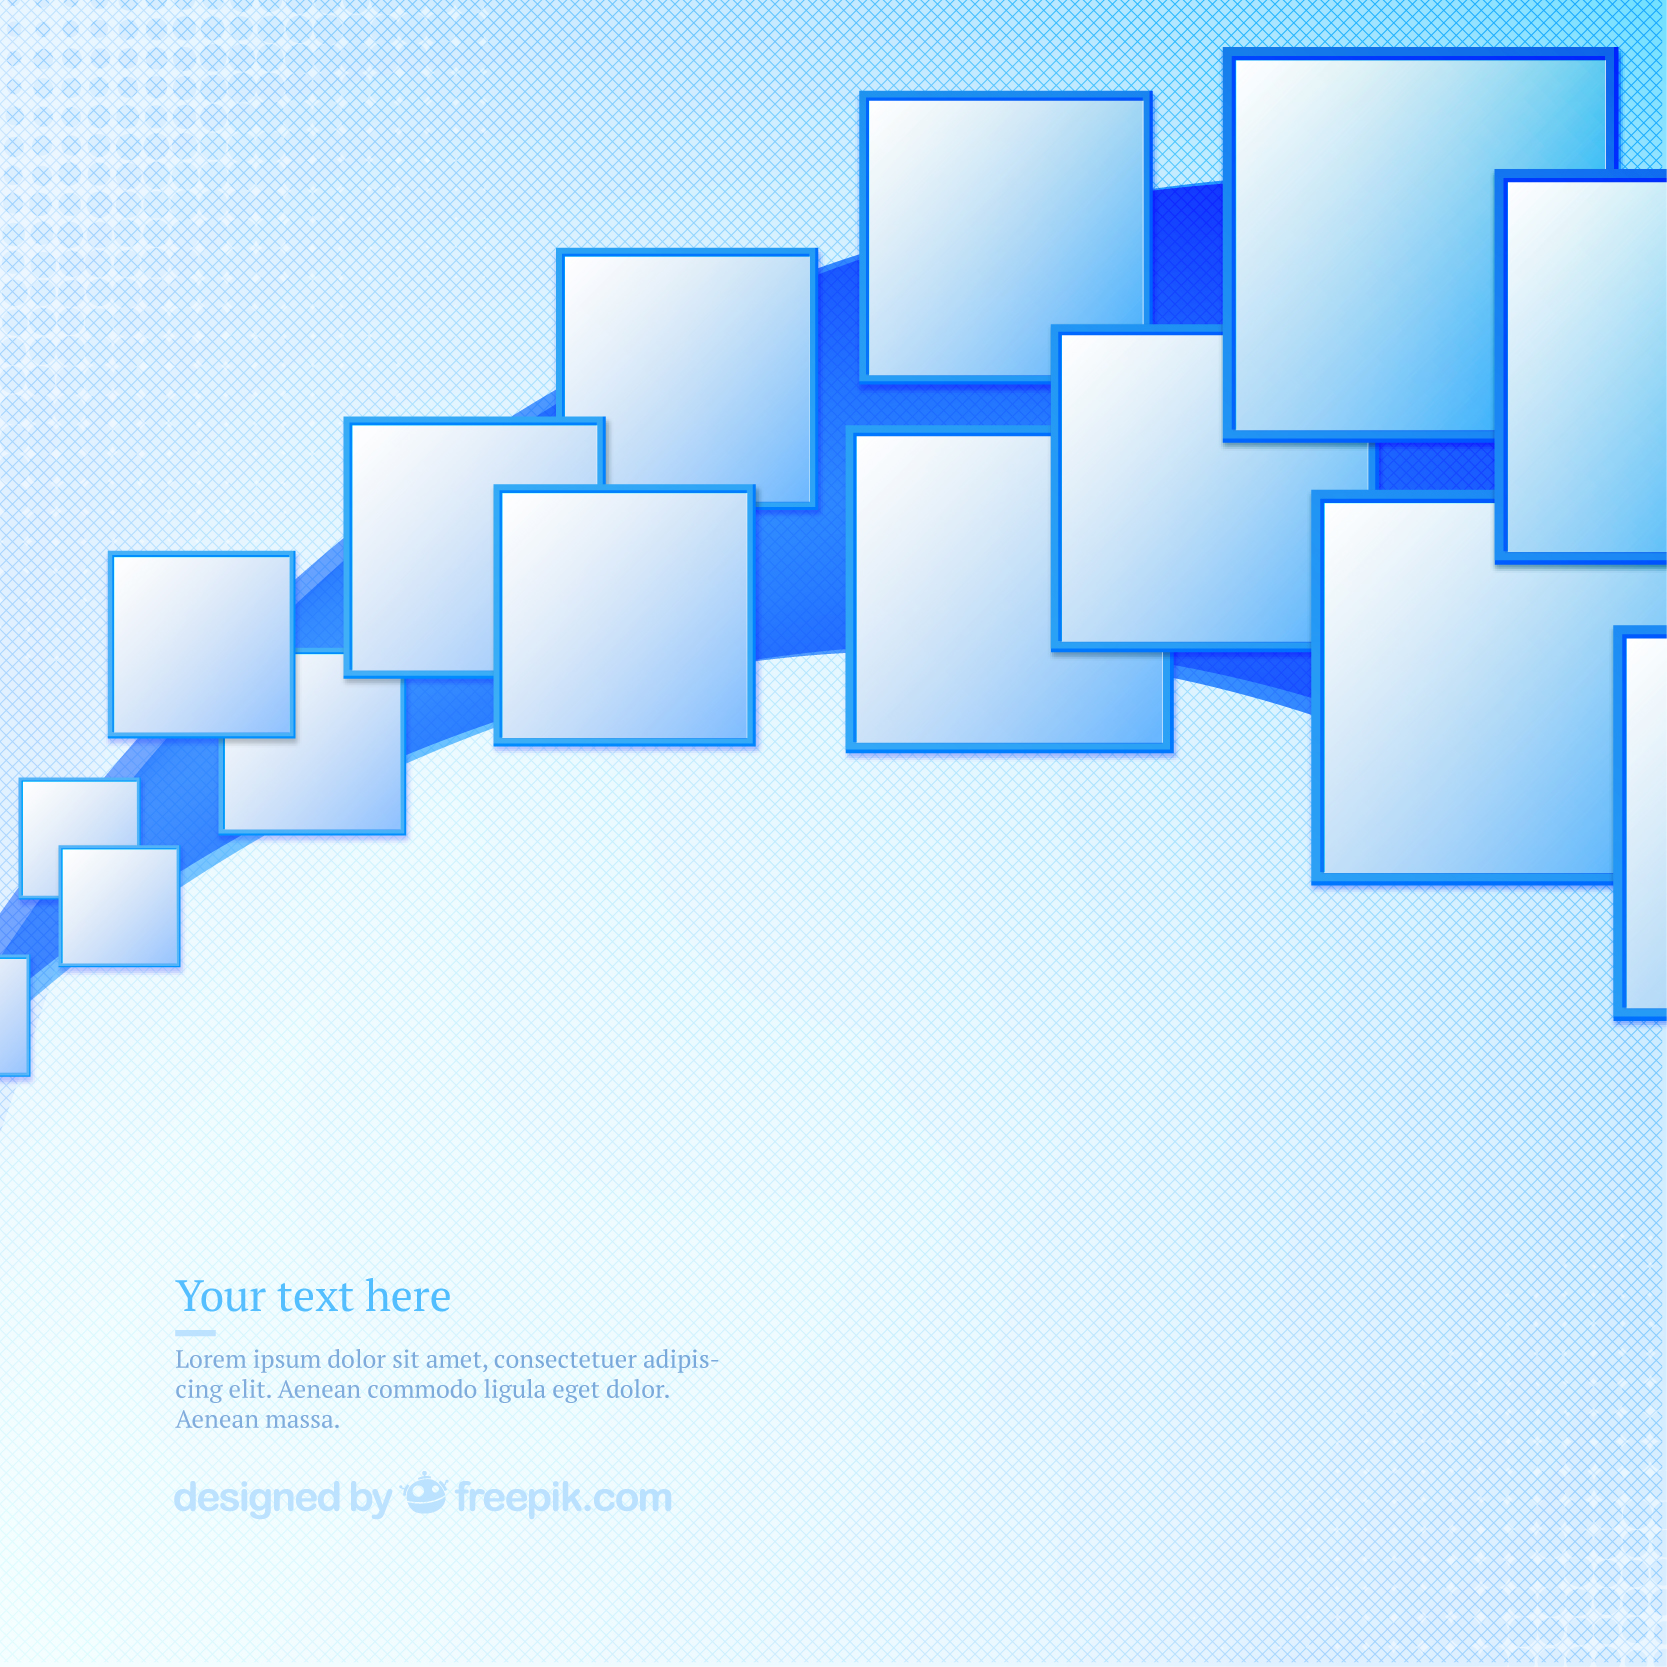 Your text here
Lorem ipsum dolor sit amet, consectetuer adipis-
cing elit. Aenean commodo ligula eget dolor.
Aenean massa.
designed by freepik.com